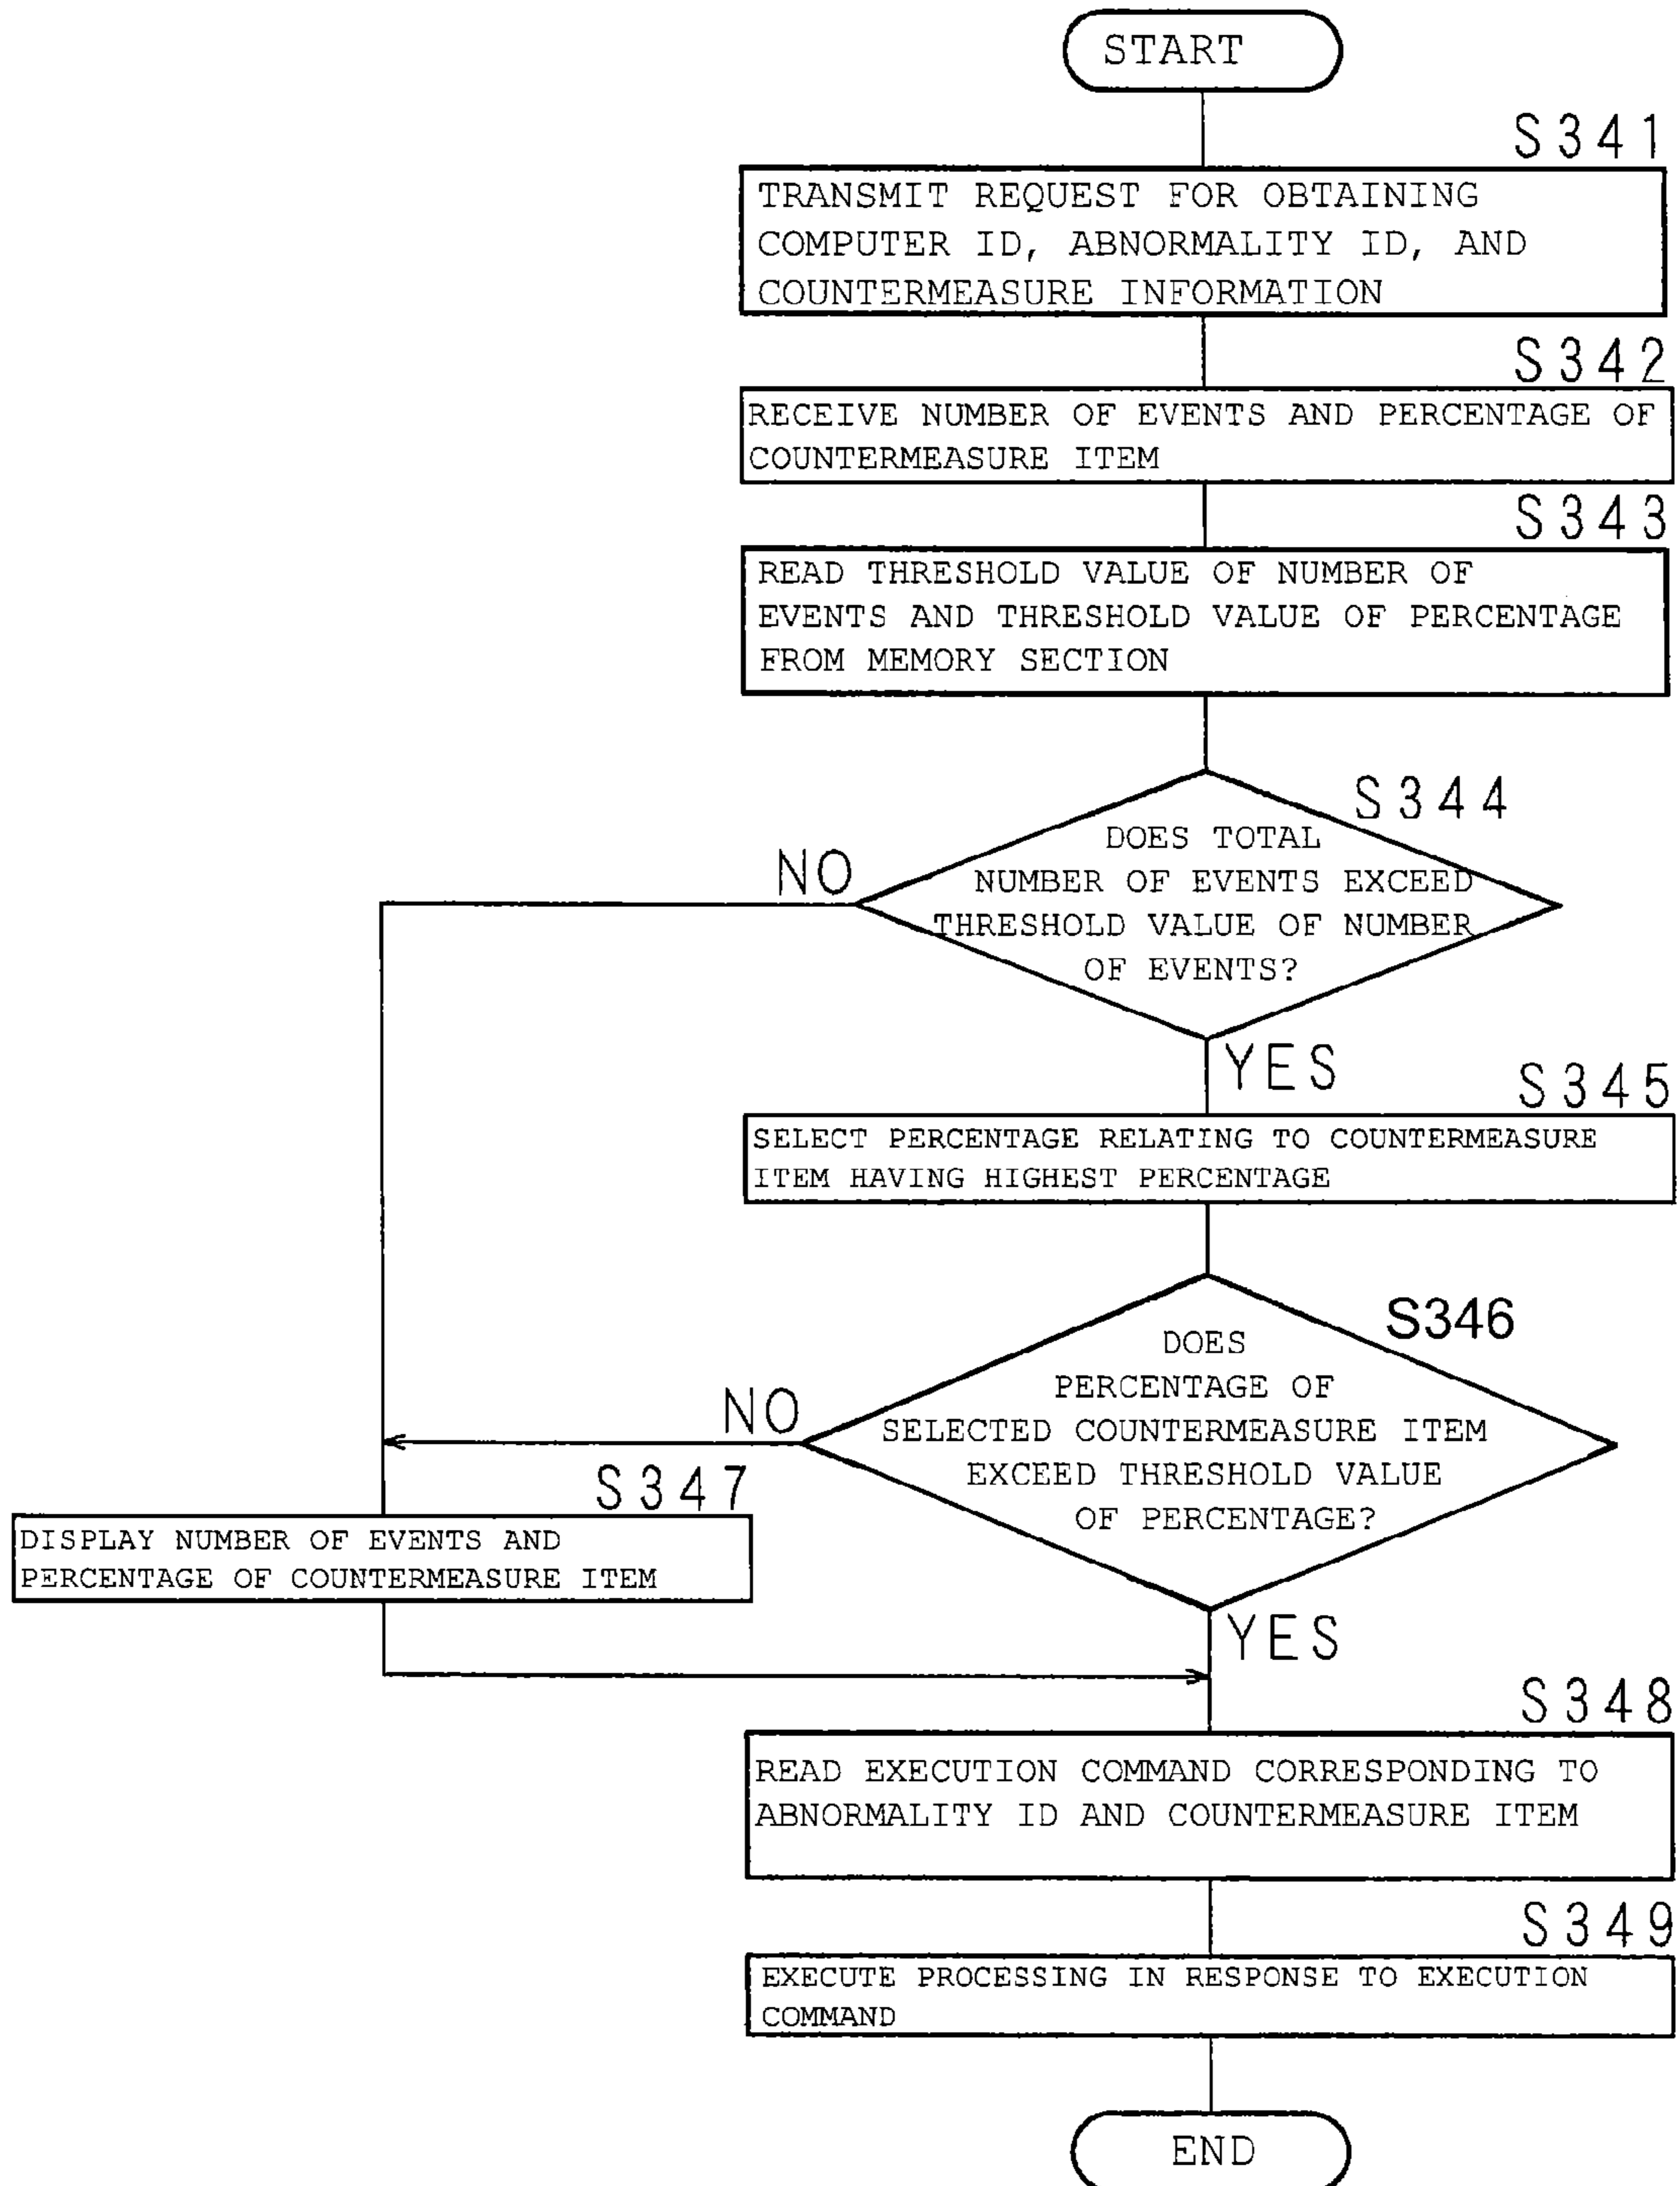 START
S341
TRANSMIT REQUEST FOR OBTAINING
COMPUTER ID, ABNORMALITY ID, AND
COUNTERMEASURE INFORMATION
S342
RECEIVE NUMBER OF EVENTS AND PERCENTAGE OF
COUNTERMEASURE ITEM
S343
READ THRESHOLD VALUE OF NUMBER OF
EVENTS AND THRESHOLD VALUE OF PERCENTAGE
FROM MEMORY SECTION
S344
DOES TOTAL
NUMBER OF EVENTS EXCEED
THRESHOLD VALUE OF NUMBER
OF EVENTS?
NO
YES
S345
SELECT PERCENTAGE RELATING TO COUNTERMEASURE
ITEM HAVING HIGHEST PERCENTAGE
S346
DOES
PERCENTAGE OF
SELECTED COUNTERMEASURE ITEM
EXCEED THRESHOLD VALUE
OF PERCENTAGE?
NO
S347
DISPLAY NUMBER OF EVENTS AND
PERCENTAGE OF COUNTERMEASURE ITEM
YES
S348
READ EXECUTION COMMAND CORRESPONDING TO
ABNORMALITY ID AND COUNTERMEASURE ITEM
S349
EXECUTE PROCESSING IN RESPONSE TO EXECUTION
COMMAND
END